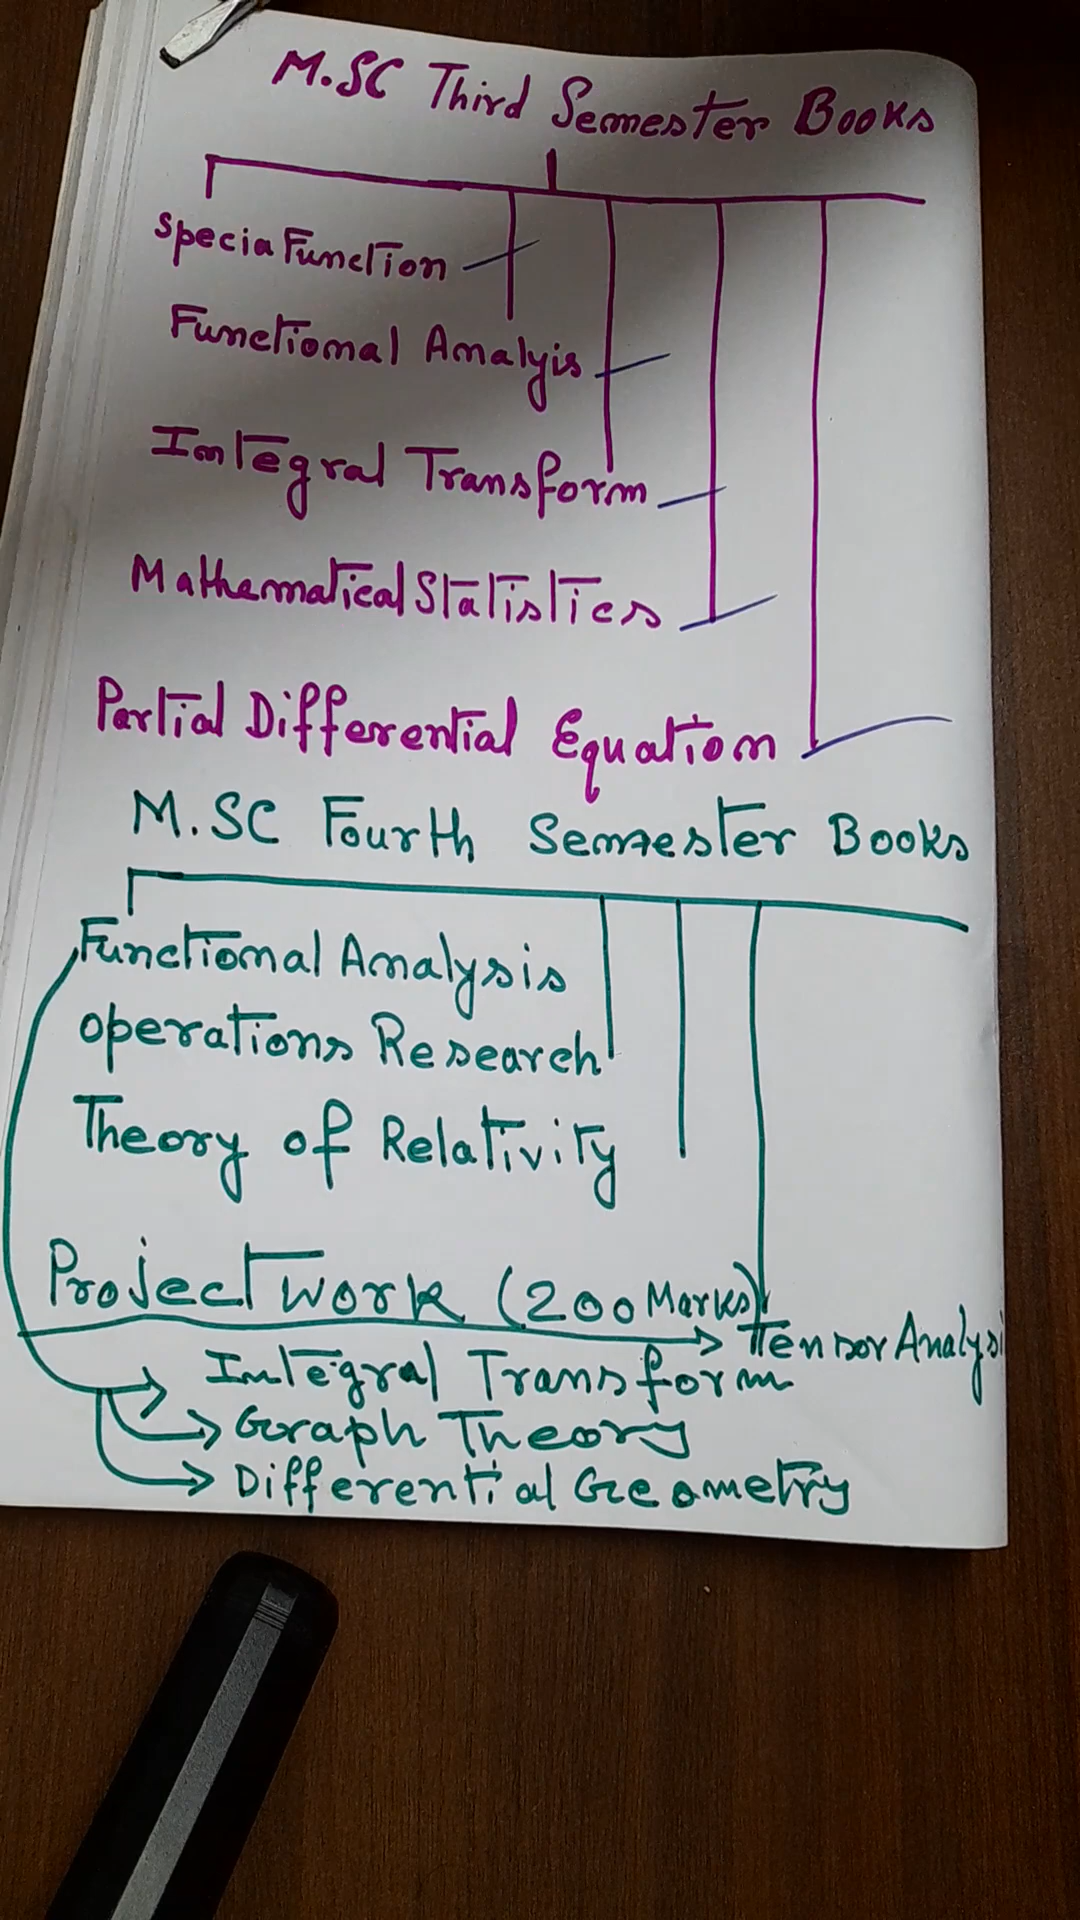 M.SC Third Semester Books
Specia Function
Functional Analyis
Integral Transform
Mathematical Statistics
Partial Differential Equation
M.SC Fourth Semester Books
Functional Analysis
operations Research
Theory of Relativity
Project work (200 Marks)
Tensor Analysi
Integral Transform
Graph Theory
Differential Geometry